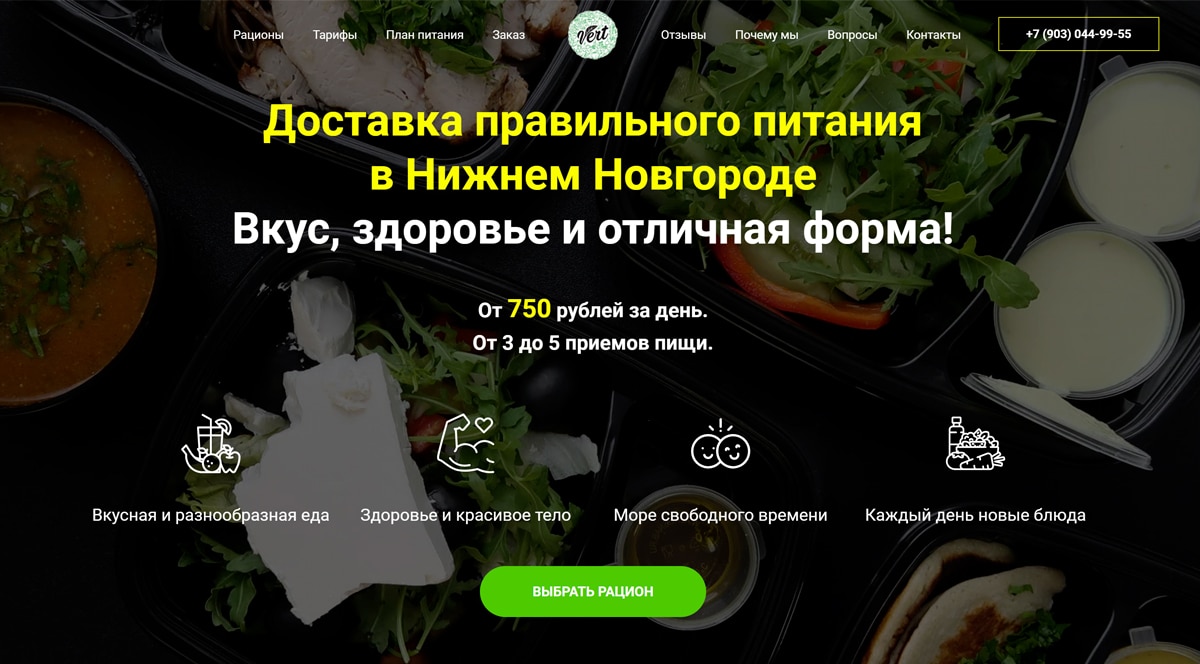 Рационы
Тарифы
План питания
Заказ
Vert
Отзывы
Почему мы
Вопросы
Контакты
+7 (903) 044-99-55
Доставка правильного питания
в Нижнем Новгороде
Вкус, здоровье и отличная форма!
От 750 рублей за день.
От 3 до 5 приемов пищи.
Вкусная и разнообразная еда
Здоровье и красивое тело
Море свободного времени
Каждый день новые блюда
ВЫБРАТЬ РАЦИОН